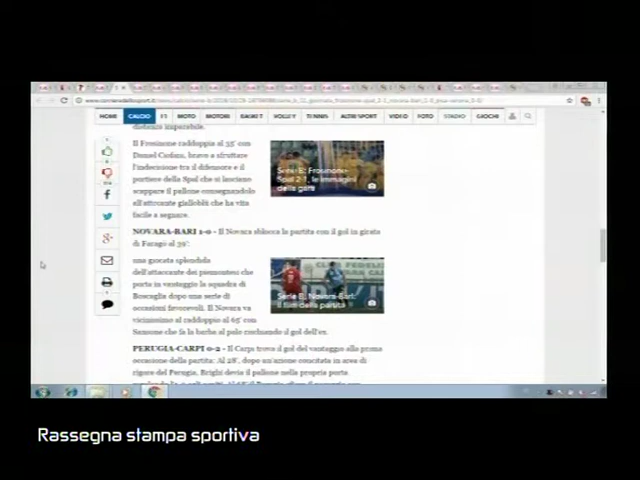 HOME CALCIO F1 MOTO MOTORI BASKET VOLLEY TENNIS ALTRI SPORT VIDEO FOTO STADIO GIOCHI
distanza imparabile.
Il Frosinone raddoppia al 35' con
Daniel Ciofani, bravo a sfruttare
l'indecisione tra il difensore e il
portiere della Spal che si lasciano
scappare il pallone consegnandolo
all'attaccante gialloblù che ha vita
facile a segnare.
Serie B, Frosinone-
Spal 2-1, le immagini
della gara
NOVARA-BARI 1-0 - Il Novara sblocca la partita con il gol in girata
di Faragò al 39':
una giocata splendida
dell'attaccante dei piemontesi che
porta in vantaggio la squadra di
Boscaglia dopo una serie di
occasioni favorevoli. Il Novara va
vicinissimo al raddoppio al 65' con
Sansone che fa la barba al palo cucinando il gol dell'ex.
Serie B, Novara-Bari:
il film della partita
PERUGIA-CARPI 0-2 - Il Carpi trova il gol del vantaggio alla prima
occasione della partita: Al 28', dopo un'azione concitata in area di
rigore del Perugia, Brighi devia il pallone nella propria porta
Rassegna stampa sportiva